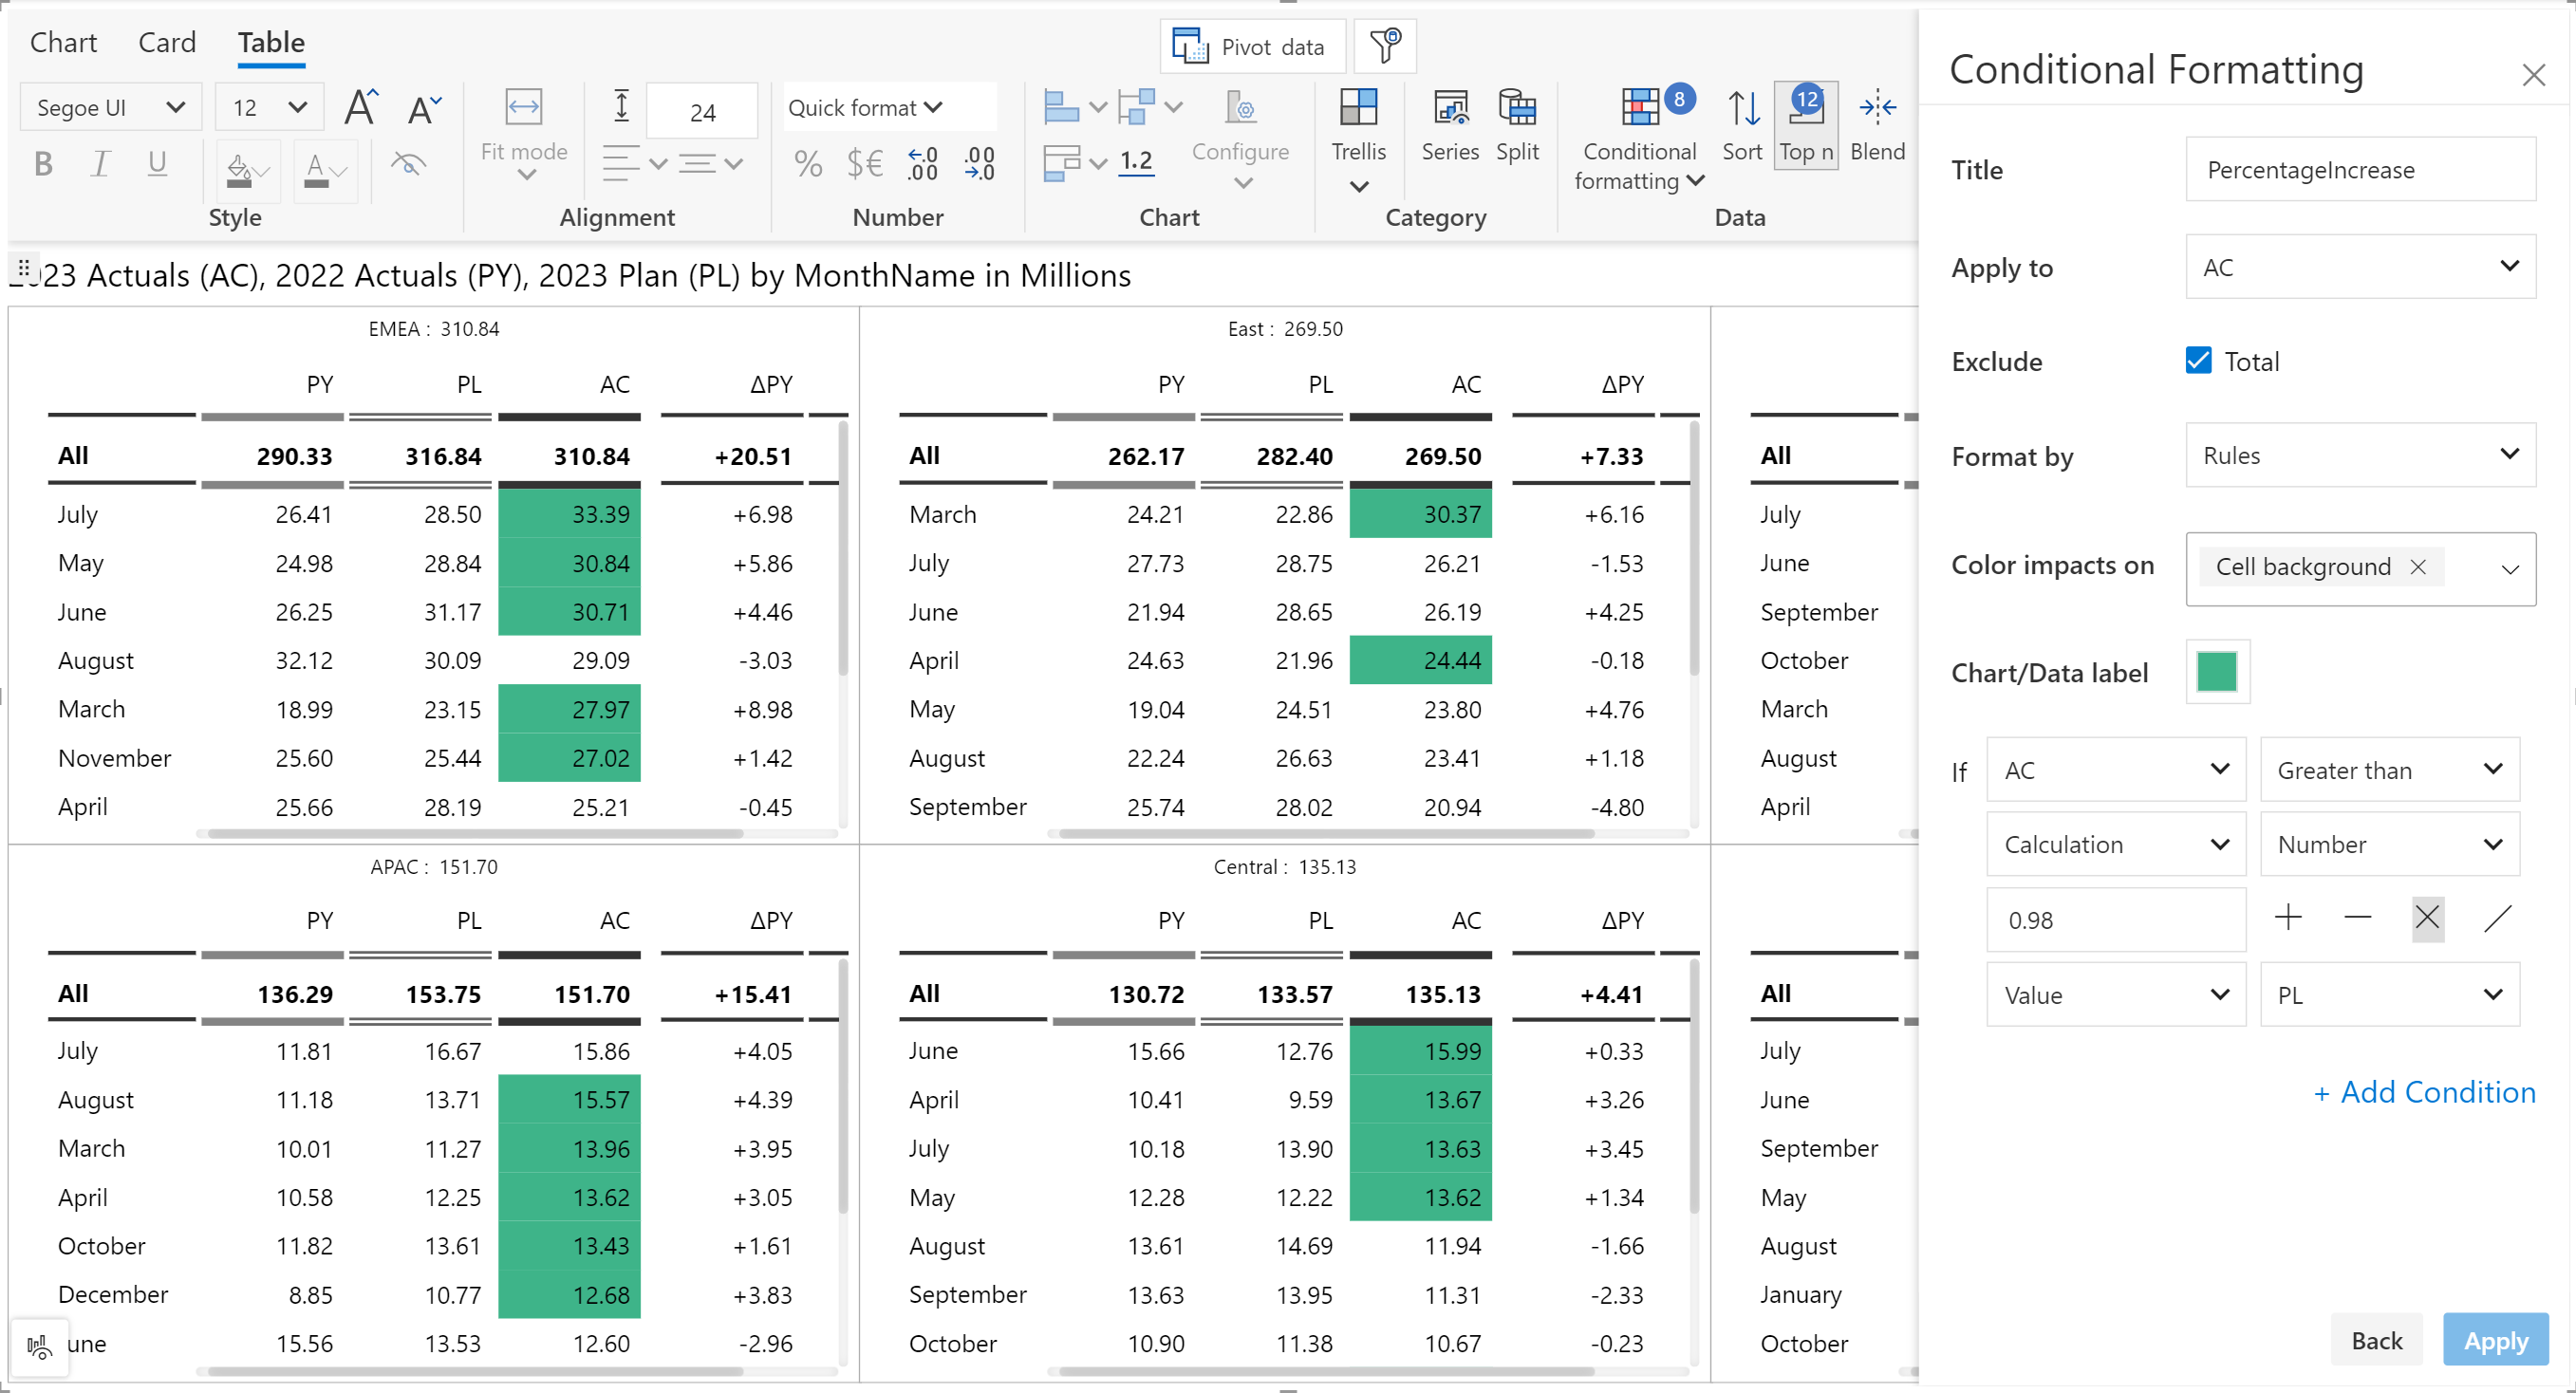 Chart Card Table
Pivot data
Segoe UI 12 A A 24 Quick format 8 12
B I U A Fit mode % $€ .0 .00 .00 .0 1.2 Configure Trellis Series Split Conditional formatting Sort Top n Blend
Style Alignment Number Chart Category Data
2023 Actuals (AC), 2022 Actuals (PY), 2023 Plan (PL) by MonthName in Millions
EMEA : 310.84
PY PL AC ΔPY
All 290.33 316.84 310.84 +20.51
July 26.41 28.50 33.39 +6.98
May 24.98 28.84 30.84 +5.86
June 26.25 31.17 30.71 +4.46
August 32.12 30.09 29.09 -3.03
March 18.99 23.15 27.97 +8.98
November 25.60 25.44 27.02 +1.42
April 25.66 28.19 25.21 -0.45
East : 269.50
PY PL AC ΔPY
All 262.17 282.40 269.50 +7.33
March 24.21 22.86 30.37 +6.16
July 27.73 28.75 26.21 -1.53
June 21.94 28.65 26.19 +4.25
April 24.63 21.96 24.44 -0.18
May 19.04 24.51 23.80 +4.76
August 22.24 26.63 23.41 +1.18
September 25.74 28.02 20.94 -4.80
All
July
June
September
October
March
August
April
APAC : 151.70
PY PL AC ΔPY
All 136.29 153.75 151.70 +15.41
July 11.81 16.67 15.86 +4.05
August 11.18 13.71 15.57 +4.39
March 10.01 11.27 13.96 +3.95
April 10.58 12.25 13.62 +3.05
October 11.82 13.61 13.43 +1.61
December 8.85 10.77 12.68 +3.83
une 15.56 13.53 12.60 -2.96
Central : 135.13
PY PL AC ΔPY
All 130.72 133.57 135.13 +4.41
June 15.66 12.76 15.99 +0.33
April 10.41 9.59 13.67 +3.26
July 10.18 13.90 13.63 +3.45
May 12.28 12.22 13.62 +1.34
August 13.61 14.69 11.94 -1.66
September 13.63 13.95 11.31 -2.33
October 10.90 11.38 10.67 -0.23
All
July
June
September
May
August
January
October
Conditional Formatting
Title PercentageIncrease
Apply to AC
Exclude Total
Format by Rules
Color impacts on Cell background
Chart/Data label
If AC Greater than
Calculation Number
0.98
Value PL
+ Add Condition
Back Apply